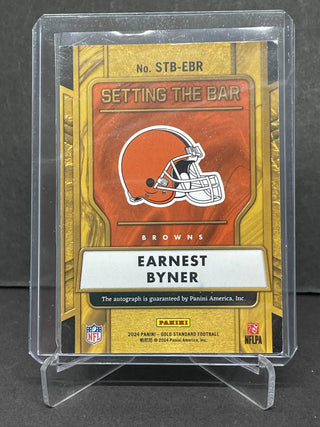 No. STB-EBR
SETTING THE BAR
BROWNS
EARNEST
BYNER
The autograph is guaranteed by Panini America, Inc.
PANINI
NFL
NFLPA
2024 PANINI - GOLD STANDARD FOOTBALL
© 2024 Panini America, Inc.